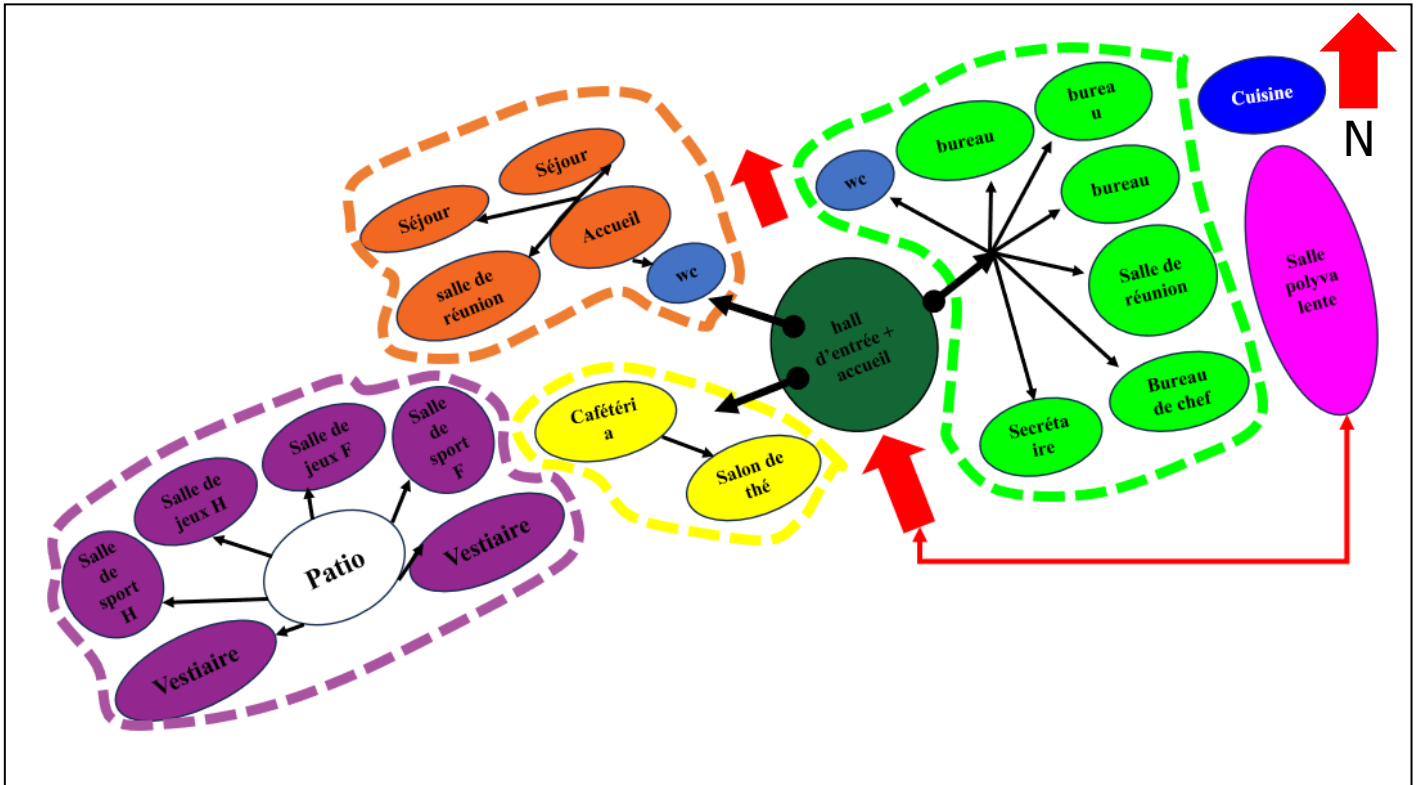 N
Cuisine
Salle
polyva
lente
burea
u
bureau
bureau
wc
Salle de
réunion
Bureau
de chef
Secréta
ire
hall
d’entrée +
accueil
Séjour
Séjour
Accueil
salle de
réunion
wc
Cafétéri
a
Salon de
thé
Salle
de
sport
F
Salle de
jeux F
Salle de
jeux H
Salle
de
sport
H
Patio
Vestiaire
Vestiaire